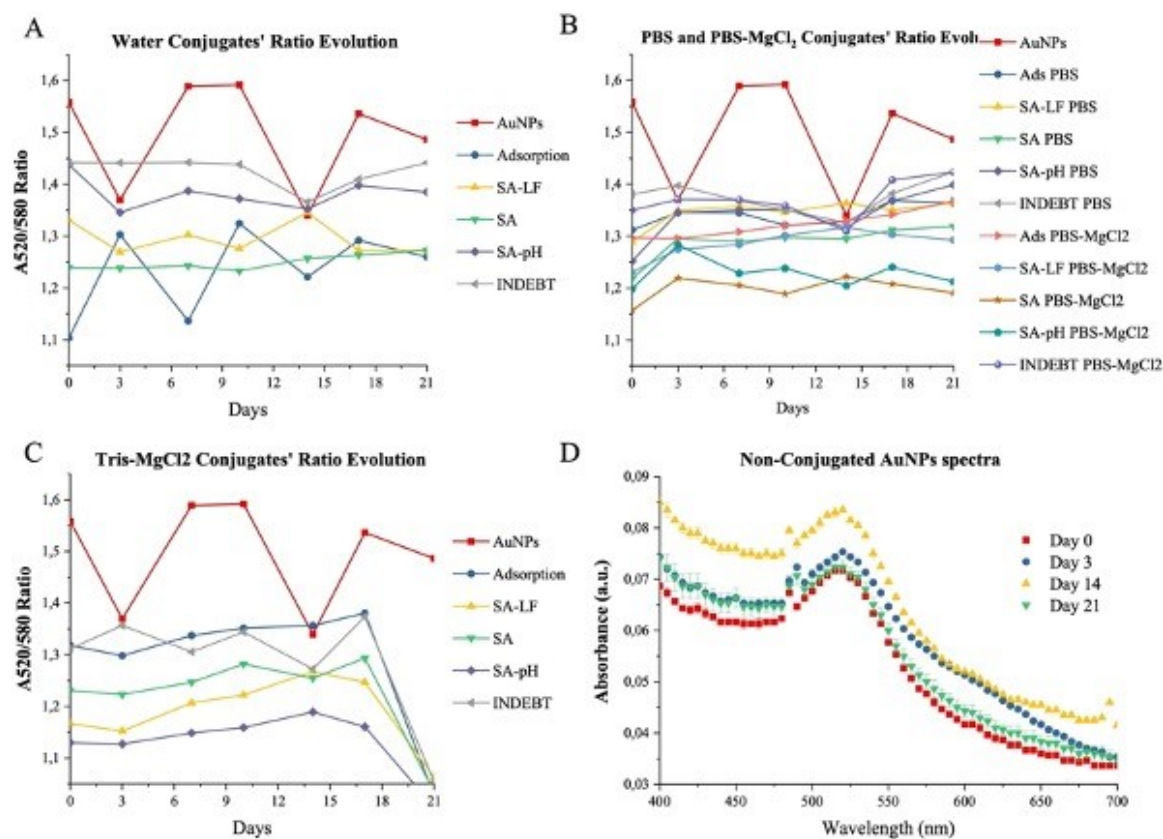 A
Water Conjugates' Ratio Evolution
A520/580 Ratio
1,6
1,5
1,4
1,3
1,2
1,1
0 3 6 9 12 15 18 21
Days
AuNPs
Adsorption
SA-LF
SA
SA-pH
INDEBT
B
PBS and PBS-MgCl₂ Conjugates' Ratio Evolu
1,6
1,5
1,4
1,3
1,2
1,1
0 3 6 9 12 15 18 21
Days
AuNPs
Ads PBS
SA-LF PBS
SA PBS
SA-pH PBS
INDEBT PBS
Ads PBS-MgCl2
SA-LF PBS-MgCl2
SA PBS-MgCl2
SA-pH PBS-MgCl2
INDEBT PBS-MgCl2
C
Tris-MgCl2 Conjugates' Ratio Evolution
A520/580 Ratio
1,6
1,5
1,4
1,3
1,2
1,1
0 3 6 9 12 15 18 21
Days
AuNPs
Adsorption
SA-LF
SA
SA-pH
INDEBT
D
Non-Conjugated AuNPs spectra
Absorbance (a.u.)
0,09
0,08
0,07
0,06
0,05
0,04
0,03
400 450 500 550 600 650 700
Wavelength (nm)
Day 0
Day 3
Day 14
Day 21